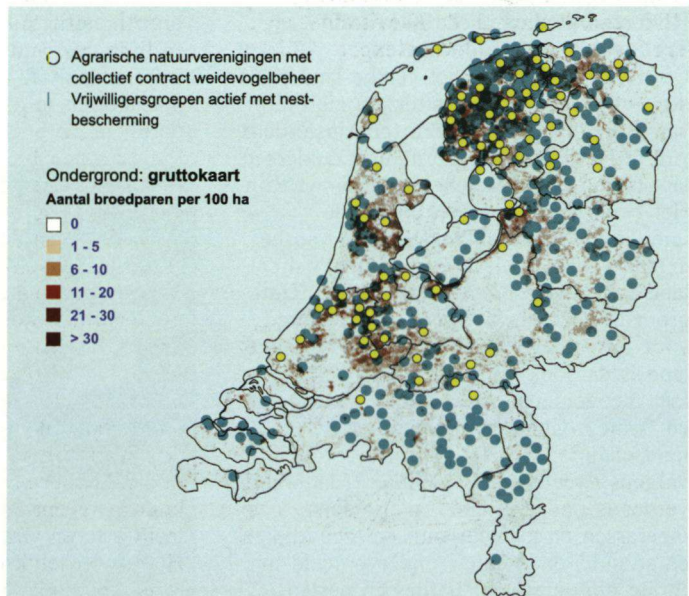 Agrarische natuurverenigingen met
collectief contract weidevogelbeheer
Vrijwilligersgroepen actief met nest-
bescherming
Ondergrond: gruttokaart
Aantal broedparen per 100 ha
0
1 - 5
6 - 10
11 - 20
21 - 30
> 30